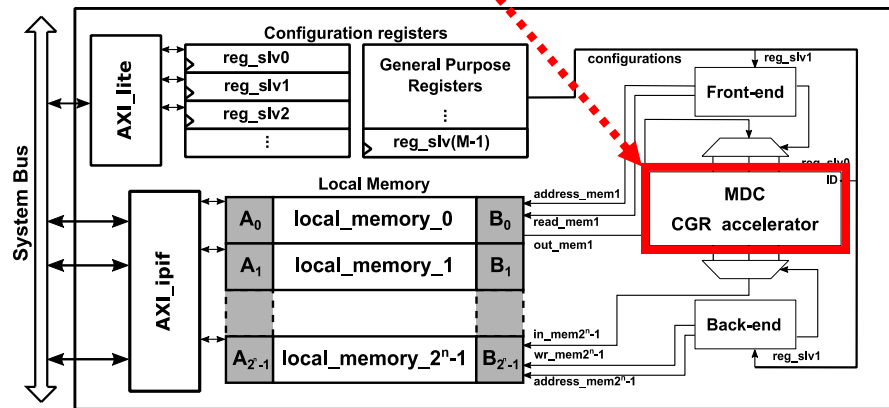 System Bus
AXI_lite
Configuration registers
reg_slv0
reg_slv1
reg_slv2
⋮
General Purpose
Registers
⋮
reg_slv(M-1)
configurations
reg_slv1
Front-end
reg_slv0
ID
MDC
CGR accelerator
Local Memory
AXI_ipif
A0 local_memory_0 B0
A1 local_memory_1 B1
A2ⁿ-1 local_memory_2ⁿ-1 B2ⁿ-1
address_mem1
read_mem1
out_mem1
in_mem2ⁿ-1
wr_mem2ⁿ-1
address_mem2ⁿ-1
Back-end
reg_slv1